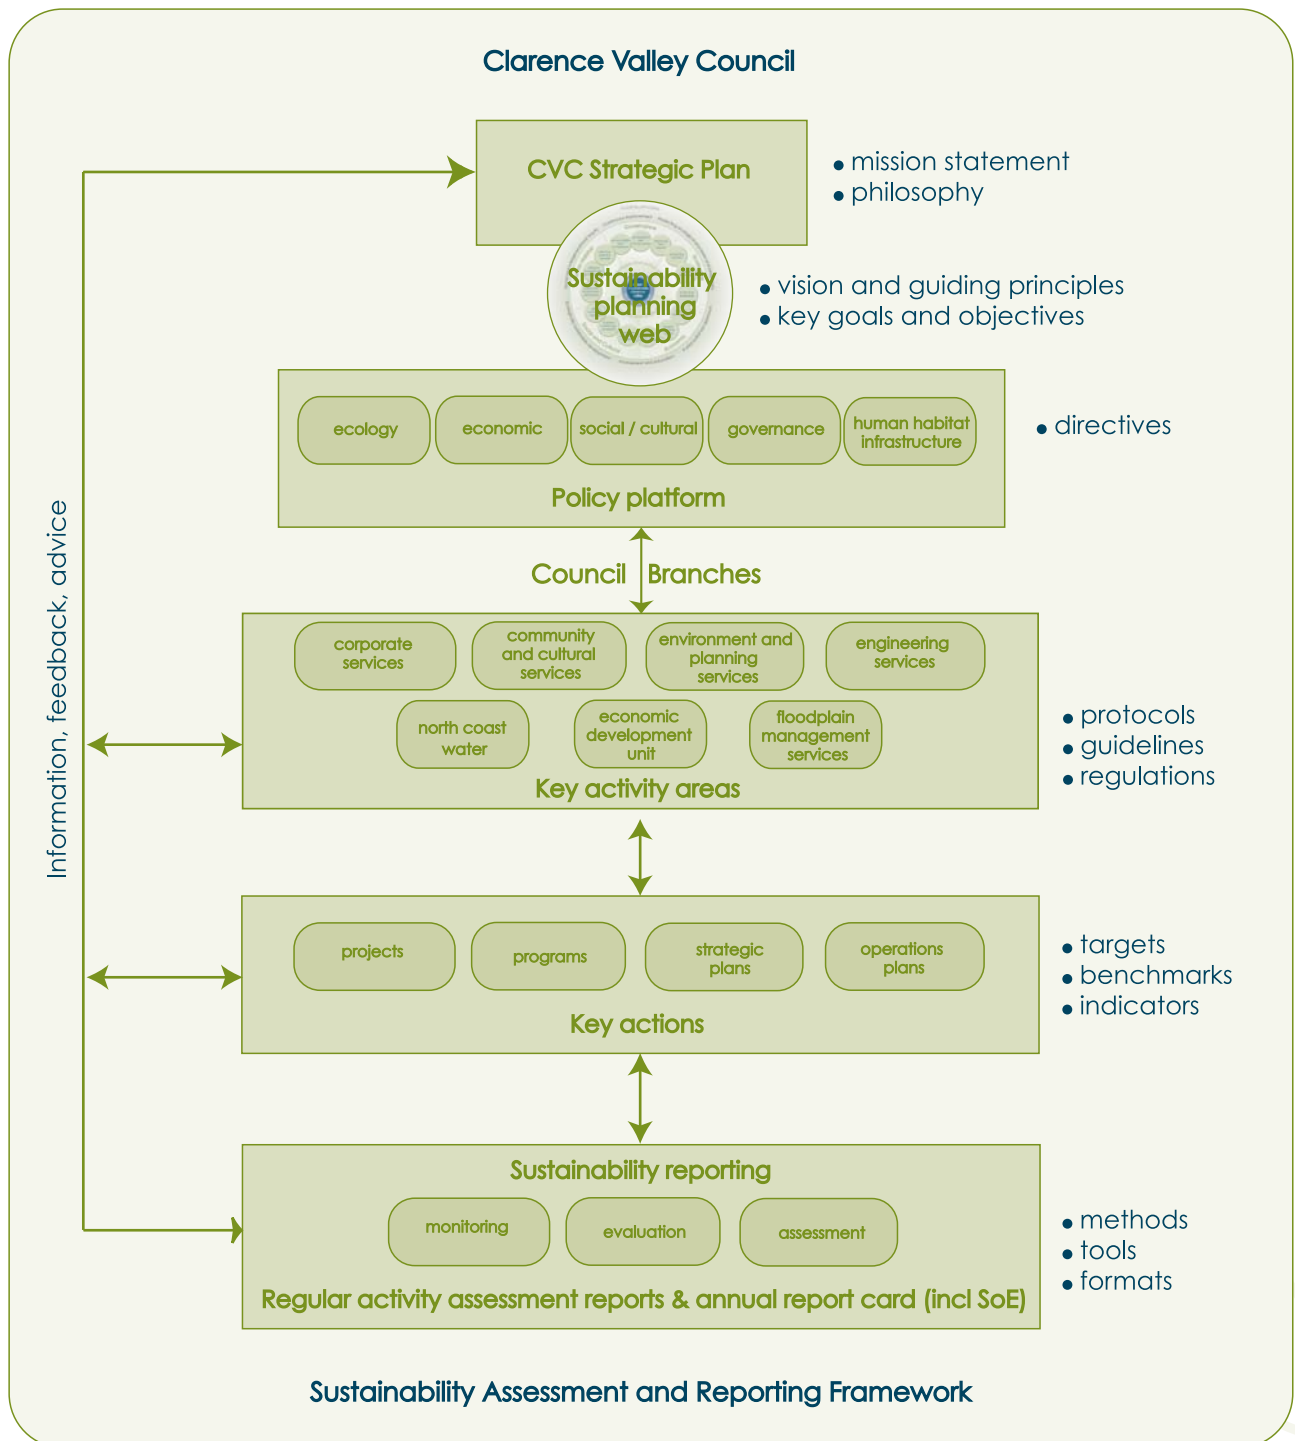 Clarence Valley Council
CVC Strategic Plan
• mission statement
• philosophy
Sustainability
planning
web
• vision and guiding principles
• key goals and objectives
ecology
economic
social / cultural
governance
human habitat
infrastructure
Policy platform
• directives
Council Branches
Information, feedback, advice
corporate
services
community
and cultural
services
environment and
planning
services
engineering
services
north coast
water
economic
development
unit
floodplain
management
services
Key activity areas
• protocols
• guidelines
• regulations
projects
programs
strategic
plans
operations
plans
Key actions
• targets
• benchmarks
• indicators
Sustainability reporting
monitoring
evaluation
assessment
Regular activity assessment reports & annual report card (incl SoE)
• methods
• tools
• formats
Sustainability Assessment and Reporting Framework